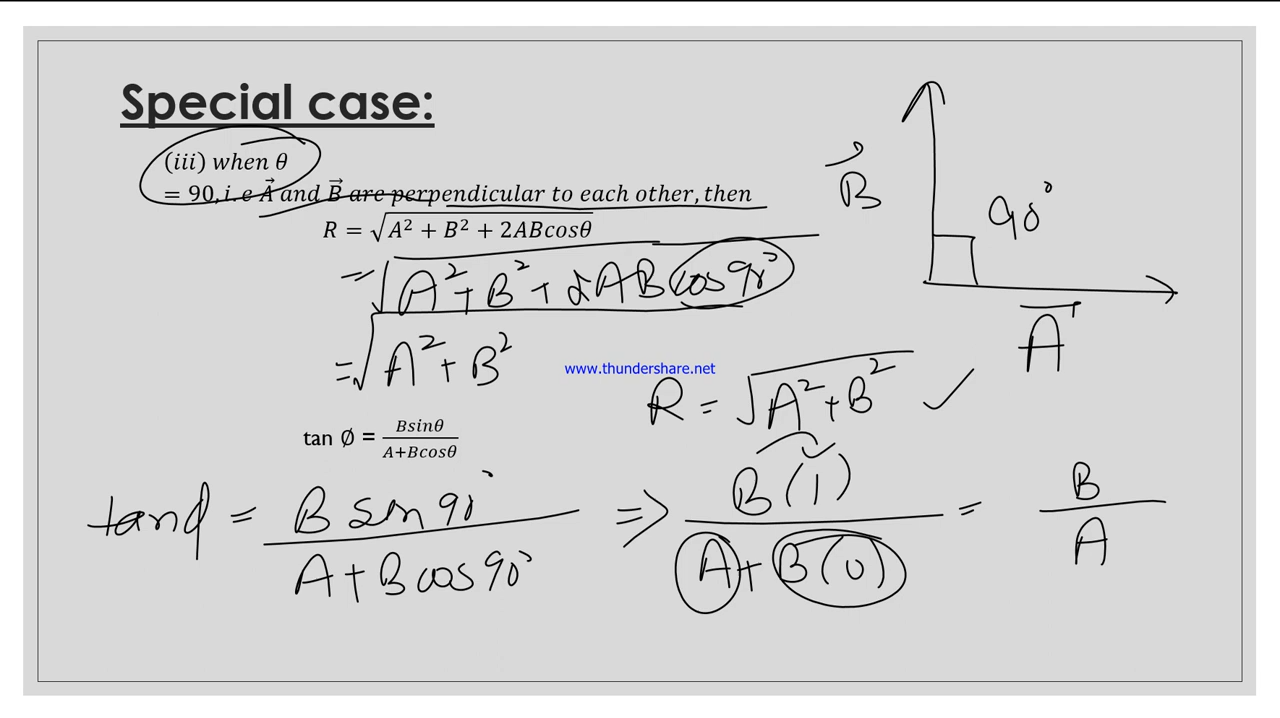 Special case:
(iii) when θ
= 90, i.e A⃗ and B⃗ are perpendicular to each other, then
R = √A² + B² + 2ABcosθ
= √A² + B² + 2AB cos 90°
= √A² + B²
B⃗
90°
A⃗
www.thundershare.net
R = √A² + B² ✓
tan Ø = Bsinθ / A+Bcosθ
tanϕ = B sin 90° / A + B cos 90° => B(1) / A + B(0) = B / A